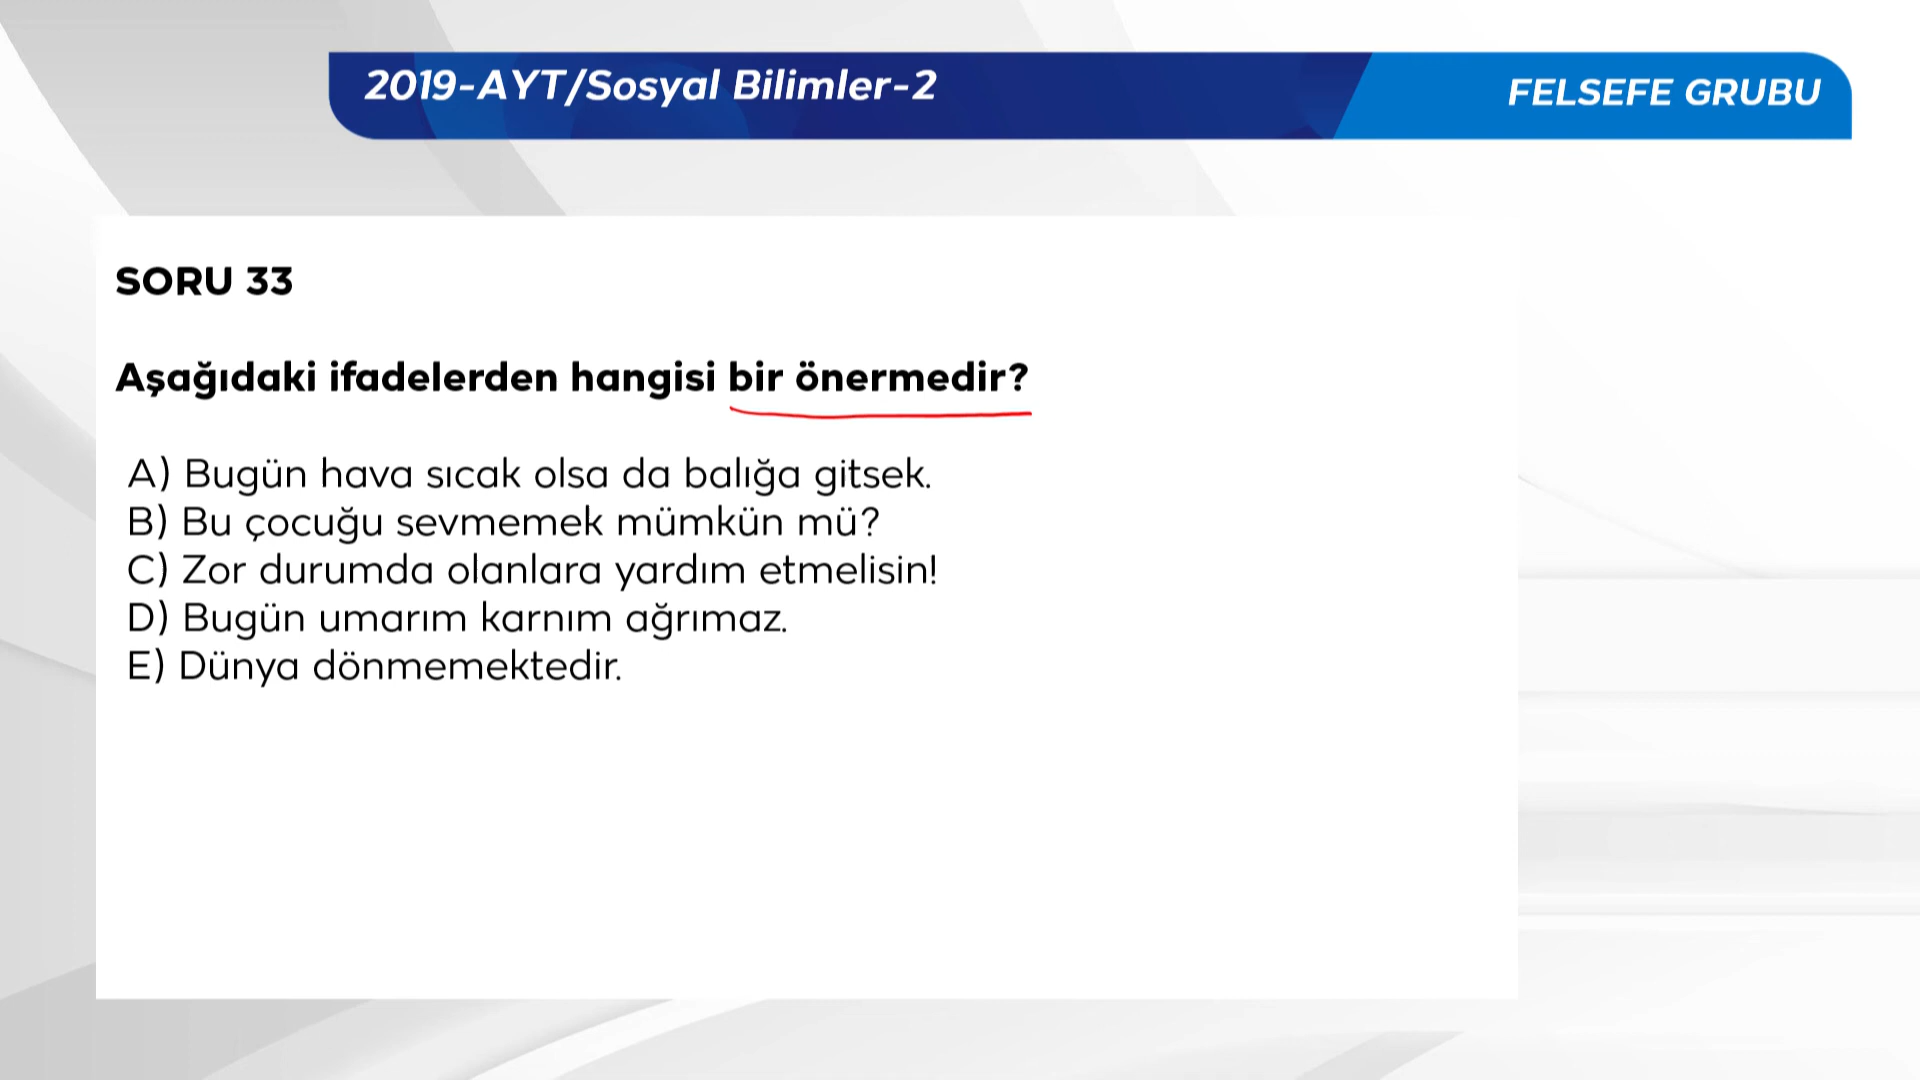 2019-AYT/Sosyal Bilimler-2
FELSEFE GRUBU
SORU 33
Aşağıdaki ifadelerden hangisi bir önermedir?
A) Bugün hava sıcak olsa da balığa gitsek.
B) Bu çocuğu sevmemek mümkün mü?
C) Zor durumda olanlara yardım etmelisin!
D) Bugün umarım karnım ağrımaz.
E) Dünya dönmemektedir.